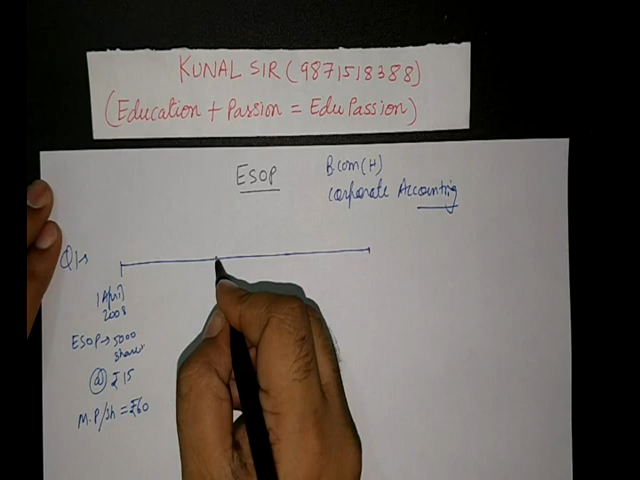 KUNAL SIR (9871518388)
(Education + Passion = EduPassion)
ESOP
B.com (H)
Corporate Accounting
Q1→
1 April
2008
ESOP → 5000
shares
@ ₹15
M.P/sh = ₹60